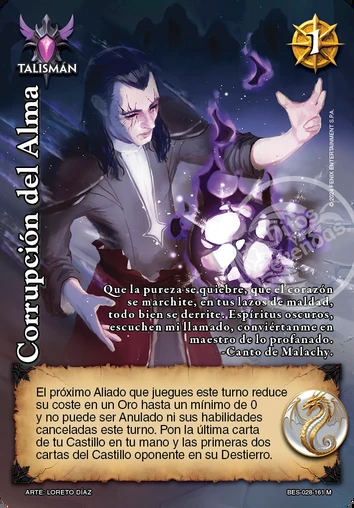 TALISMÁN
1
Corrupción del Alma
© 2024 FENIX ENTERTAINMENT S.P.A.
Que la pureza se quiebre, que el corazón
se marchite, en tus lazos de maldad,
todo bien se derrite. Espíritus oscuros,
escuchen mi llamado, conviértanme en
maestro de lo profanado.
-Canto de Malachy.
El próximo Aliado que juegues este turno reduce
su coste en un Oro hasta un mínimo de 0
y no puede ser Anulado ni sus habilidades
canceladas este turno. Pon la última carta
de tu Castillo en tu mano y las primeras dos
cartas del Castillo oponente en su Destierro.
ARTE: LORETO DÍAZ
BES-028-161 M